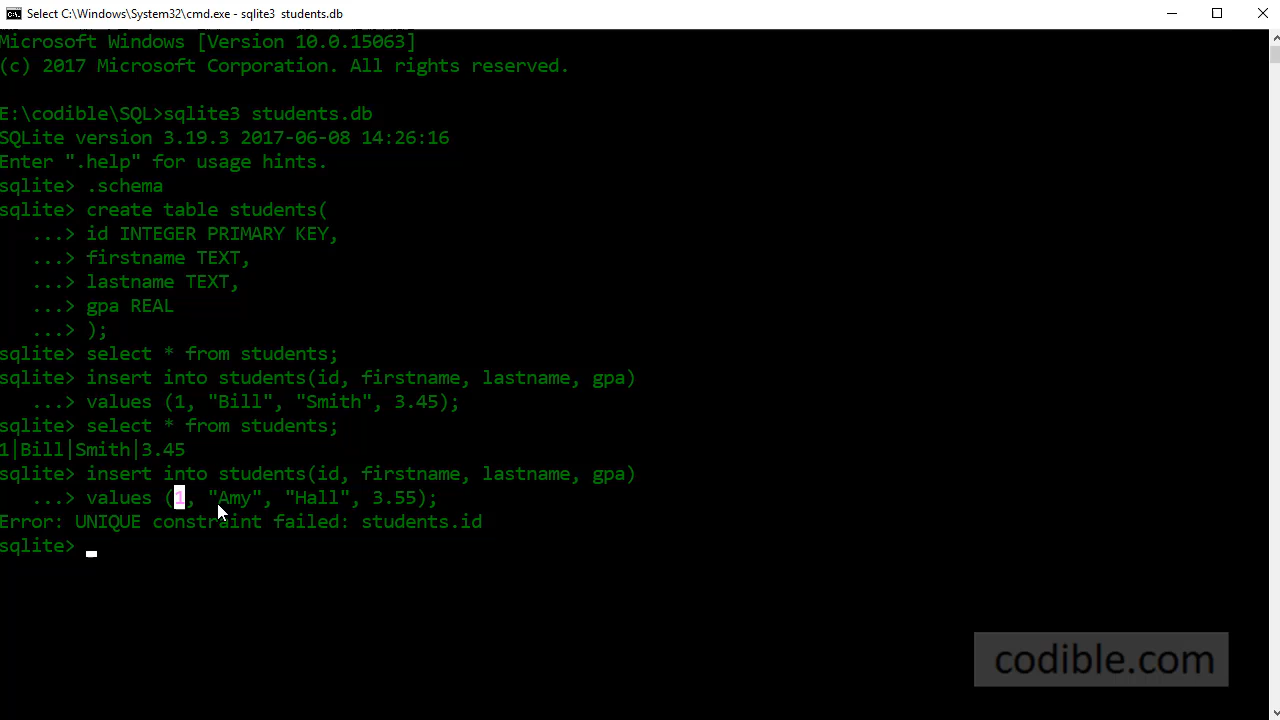 Select C:\Windows\System32\cmd.exe - sqlite3 students.db
Microsoft Windows [Version 10.0.15063]
(c) 2017 Microsoft Corporation. All rights reserved.
E:\codible\SQL>sqlite3 students.db
SQLite version 3.19.3 2017-06-08 14:26:16
Enter ".help" for usage hints.
sqlite> .schema
sqlite> create table students(
   ...> id INTEGER PRIMARY KEY,
   ...> firstname TEXT,
   ...> lastname TEXT,
   ...> gpa REAL
   ...> );
sqlite> select * from students;
sqlite> insert into students(id, firstname, lastname, gpa)
   ...> values (1, "Bill", "Smith", 3.45);
sqlite> select * from students;
1|Bill|Smith|3.45
sqlite> insert into students(id, firstname, lastname, gpa)
   ...> values (1, "Amy", "Hall", 3.55);
Error: UNIQUE constraint failed: students.id
sqlite>
codible.com